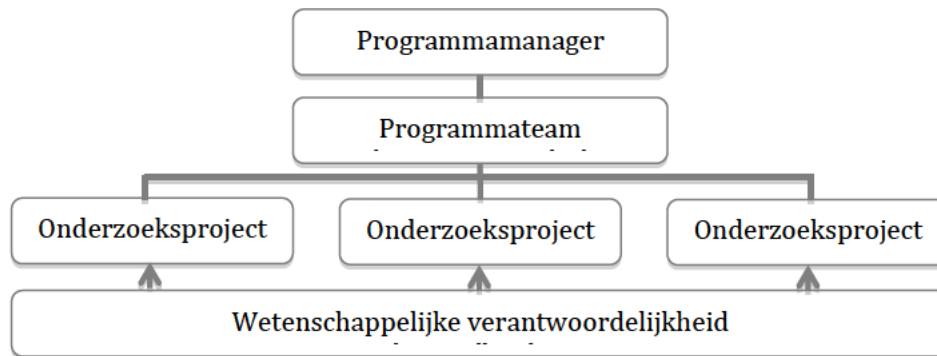 Programmamanager
Programmateam
Onderzoeksproject Onderzoeksproject Onderzoeksproject
Wetenschappelijke verantwoordelijkheid